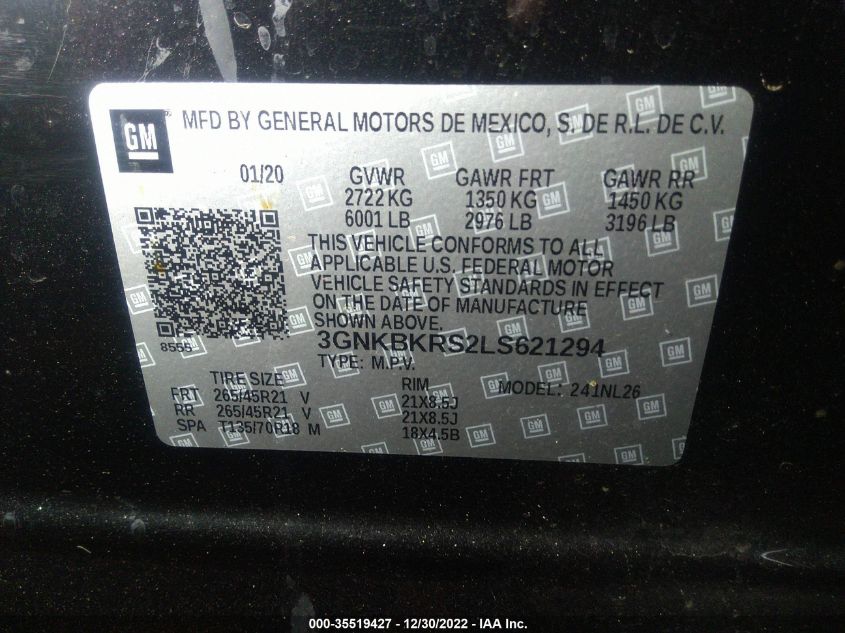 GM
MFD BY GENERAL MOTORS DE MEXICO, S. DE R.L. DE C.V.
01/20 GVWR GAWR FRT GAWR RR
2722 KG 1350 KG 1450 KG
6001 LB 2976 LB 3196 LB
THIS VEHICLE CONFORMS TO ALL
APPLICABLE U.S. FEDERAL MOTOR
VEHICLE SAFETY STANDARDS IN EFFECT
ON THE DATE OF MANUFACTURE
SHOWN ABOVE.
8555
3GNKBKRS2LS621294
TYPE: M.P.V.
TIRE SIZE RIM MODEL: 241NL26
FRT 265/45R21 V 21X8.5J
RR 265/45R21 V 21X8.5J
SPA T135/70R18 M 18X4.5B
000-35519427 - 12/30/2022 - IAA Inc.